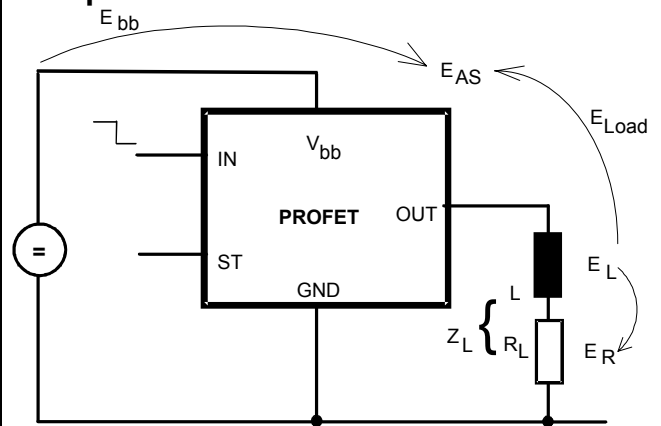 E bb
E AS
E Load
V bb
IN
PROFET
OUT
=
ST
GND
E L
L
Z L { R L
E R